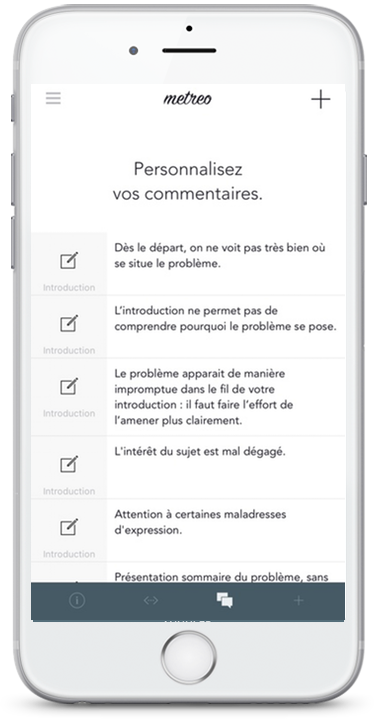 metreo
Personnalisez
vos commentaires.
Dès le départ, on ne voit pas très bien où
se situe le problème.
Introduction
L'introduction ne permet pas de
comprendre pourquoi le problème se pose.
Introduction
Le problème apparait de manière
impromptue dans le fil de votre
introduction : il faut faire l'effort de
l'amener plus clairement.
Introduction
L'intérêt du sujet est mal dégagé.
Introduction
Attention à certaines maladresses
d'expression.
Introduction
Présentation sommaire du problème, sans